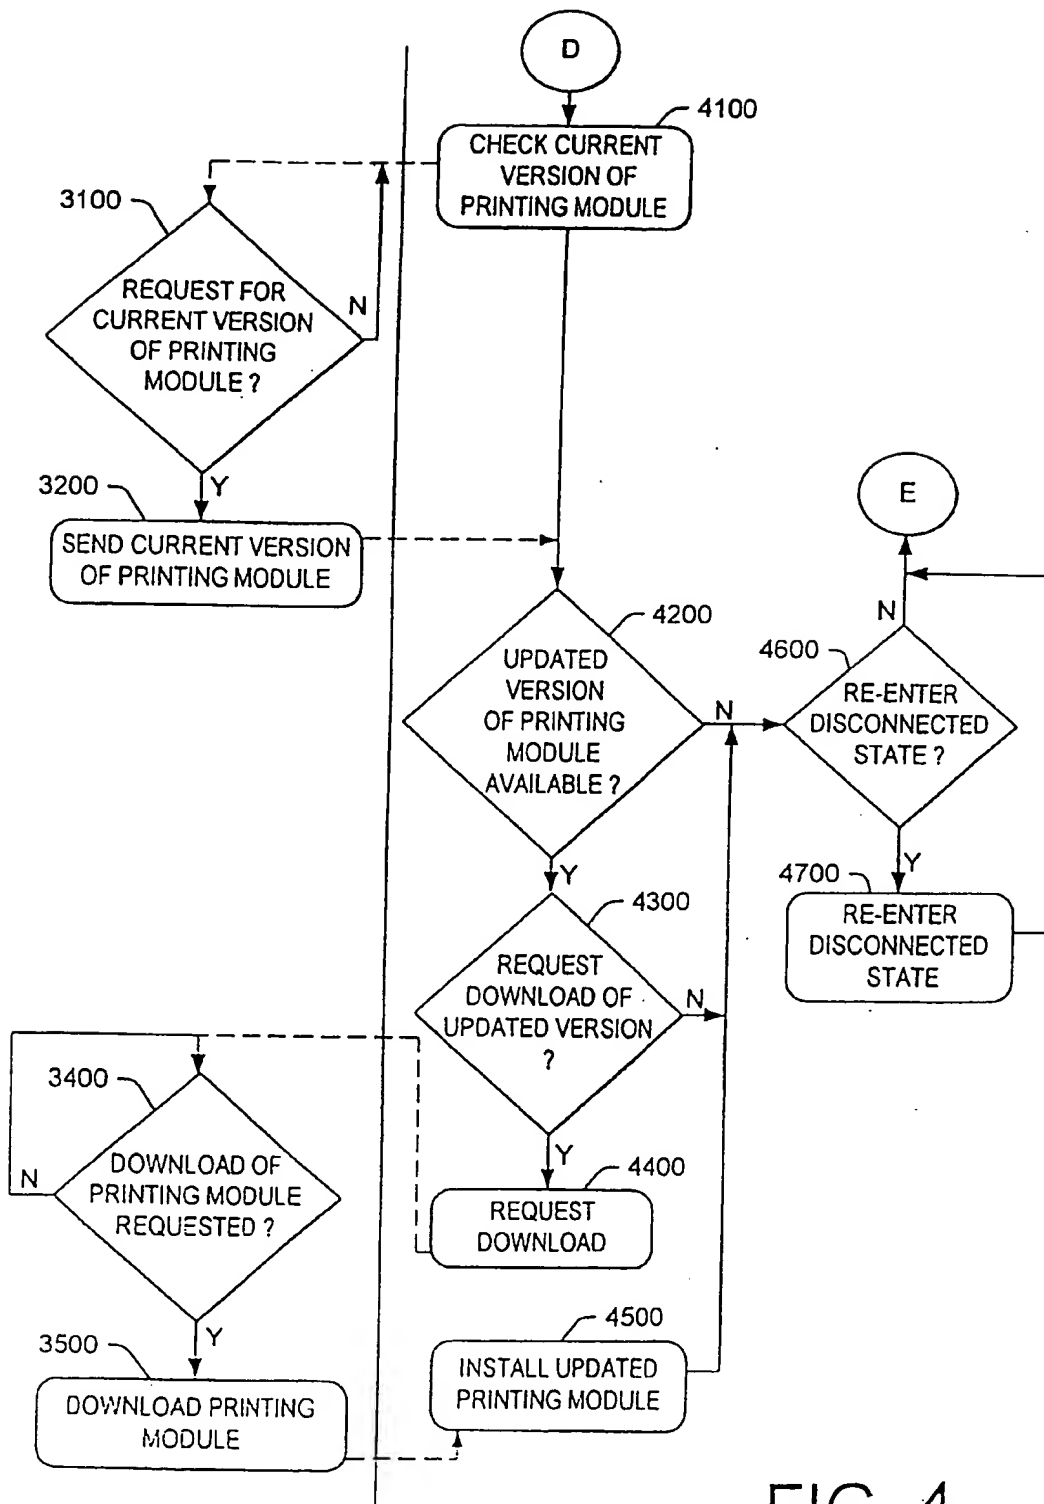 D
4100
CHECK CURRENT
VERSION OF
PRINTING MODULE
3100
REQUEST FOR
CURRENT VERSION
OF PRINTING
MODULE ?
N
Y
3200
SEND CURRENT VERSION
OF PRINTING MODULE
E
N
4200
UPDATED
VERSION
OF PRINTING
MODULE
AVAILABLE ?
N
Y
4600
RE-ENTER
DISCONNECTED
STATE ?
Y
4700
RE-ENTER
DISCONNECTED
STATE
4300
REQUEST
DOWNLOAD OF
UPDATED VERSION
?
N
Y
3400
DOWNLOAD OF
PRINTING MODULE
REQUESTED ?
N
Y
4400
REQUEST
DOWNLOAD
3500
DOWNLOAD PRINTING
MODULE
4500
INSTALL UPDATED
PRINTING MODULE
FIG. 4